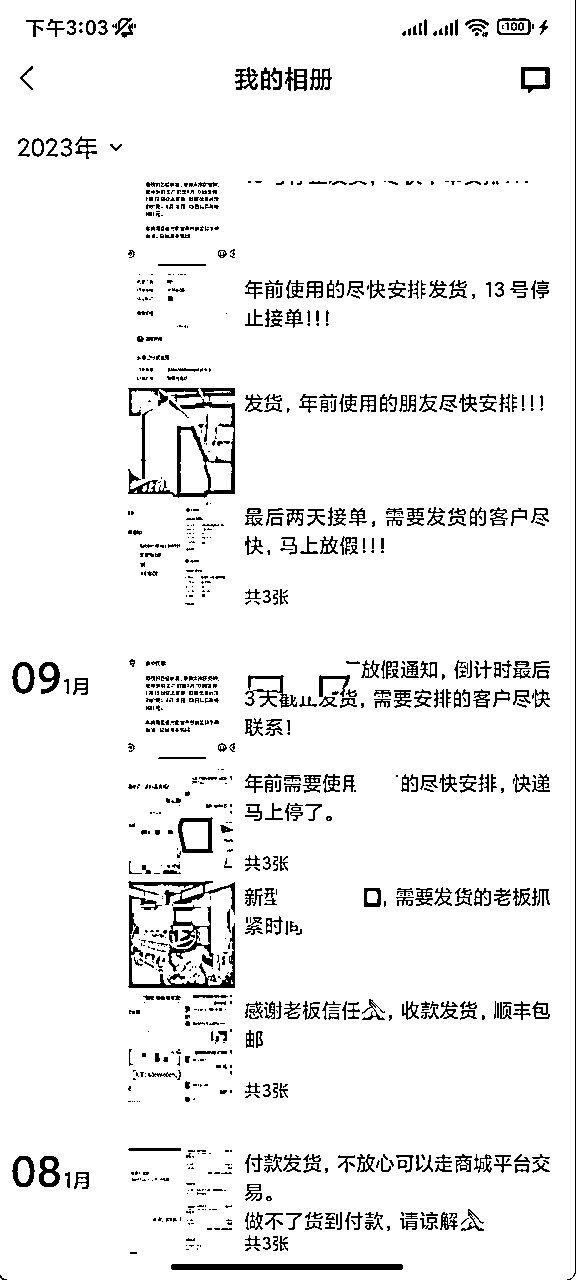 下午3:03
100
我的相册
2023年
年前使用的尽快安排发货，13号停
止接单!!!
发货，年前使用的朋友尽快安排!!!
最后两天接单，需要发货的客户尽
快，马上放假!!!
共3张
09 1月
放假通知，倒计时最后
3天截止发货，需要安排的客户尽快
联系!
年前需要使用 的尽快安排，快递
马上停了。
共3张
新型 ，需要发货的老板抓
紧时间
感谢老板信任🙏，收款发货，顺丰包
邮
共3张
08 1月
付款发货，不放心可以走商城平台交
易。
做不了货到付款，请谅解🙏
共3张